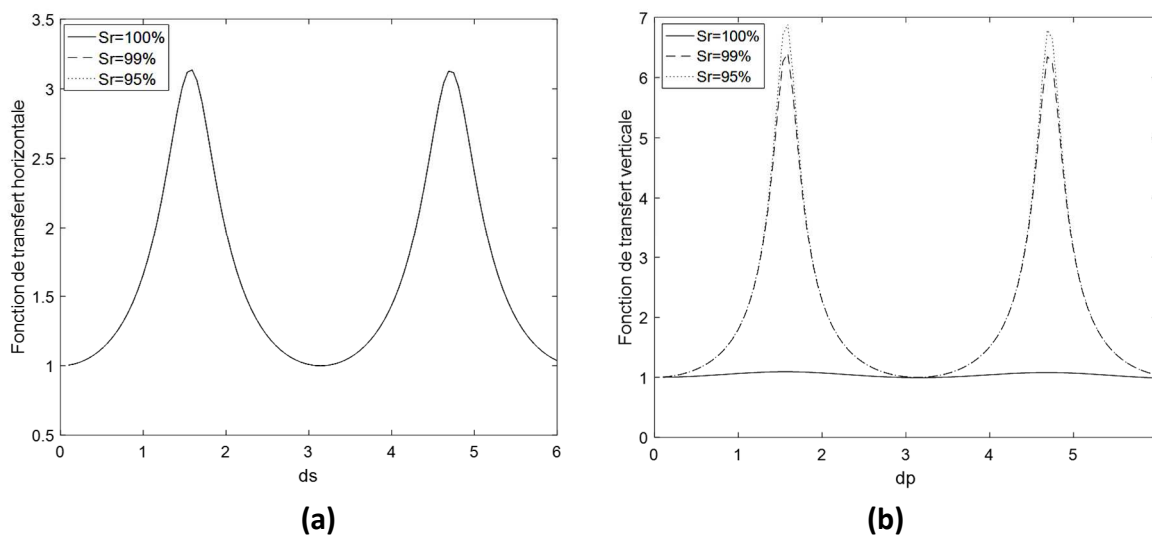 3.5
Sr=100%
Sr=99%
Sr=95%
3
2.5
2
1.5
1
0.5
Fonction de transfert horizontale
0 1 2 3 4 5 6
ds
(a)
7
Sr=100%
Sr=99%
Sr=95%
6
5
4
3
2
1
0
Fonction de transfert verticale
0 1 2 3 4 5
dp
(b)